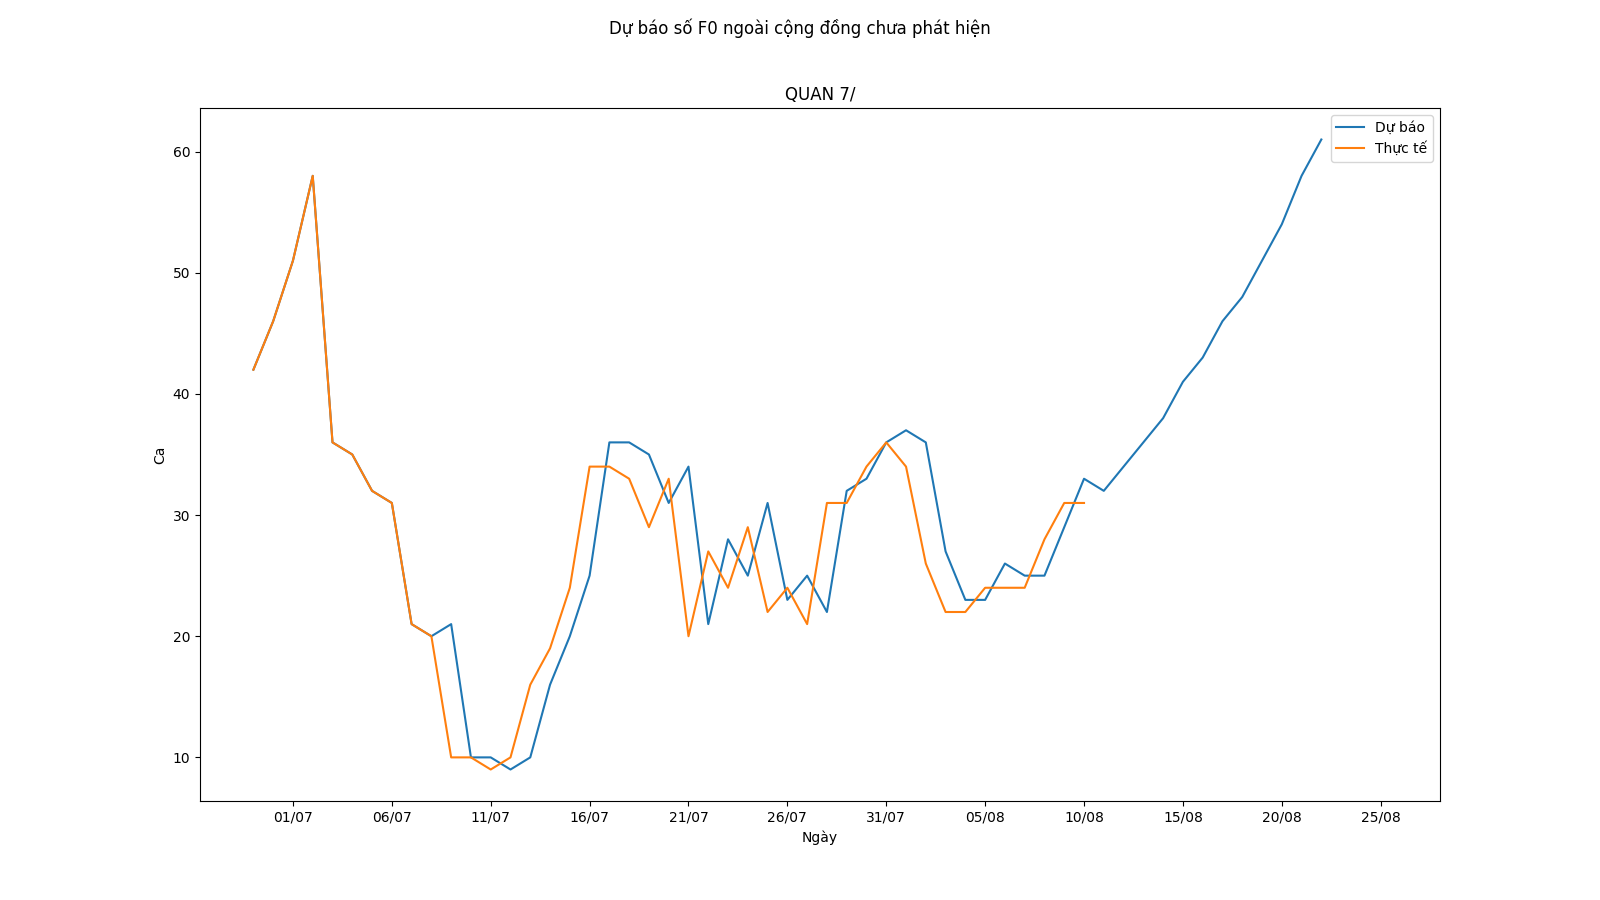 Dự báo số F0 ngoài cộng đồng chưa phát hiện
QUAN 7/
Dự báo
Thực tế
60
50
40
30
20
10
Ca
01/07 06/07 11/07 16/07 21/07 26/07 31/07 05/08 10/08 15/08 20/08 25/08
Ngày